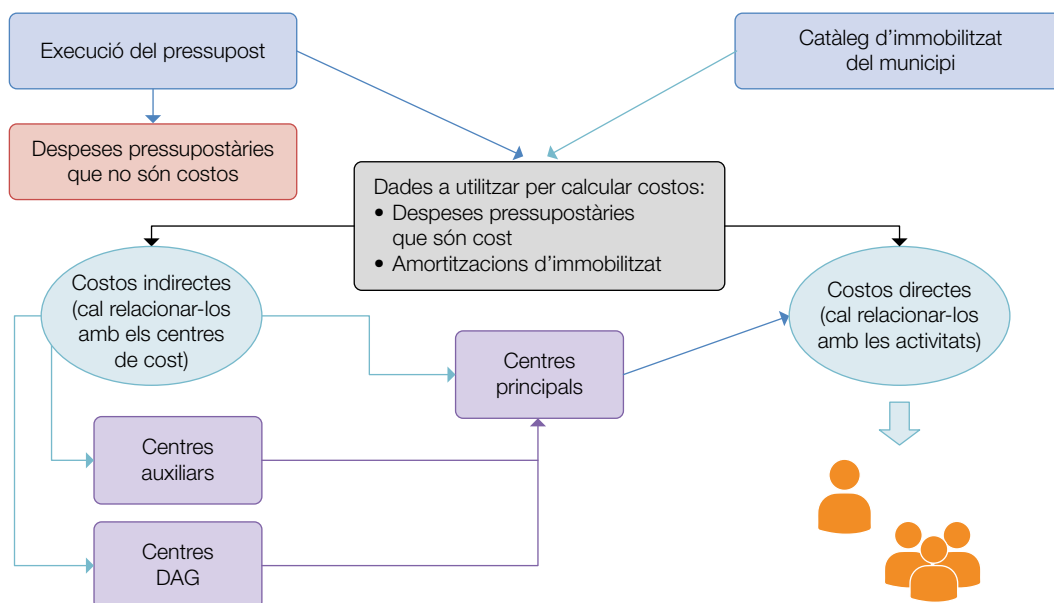 Execució del pressupost
Catàleg d’immobilitzat
del municipi
Despeses pressupostàries
que no són costos
Dades a utilitzar per calcular costos:
• Despeses pressupostàries
que són cost
• Amortitzacions d’immobilitzat
Costos indirectes
(cal relacionar-los
amb els centres
de cost)
Costos directes
(cal relacionar-los
amb les activitats)
Centres
principals
Centres
auxiliars
Centres
DAG